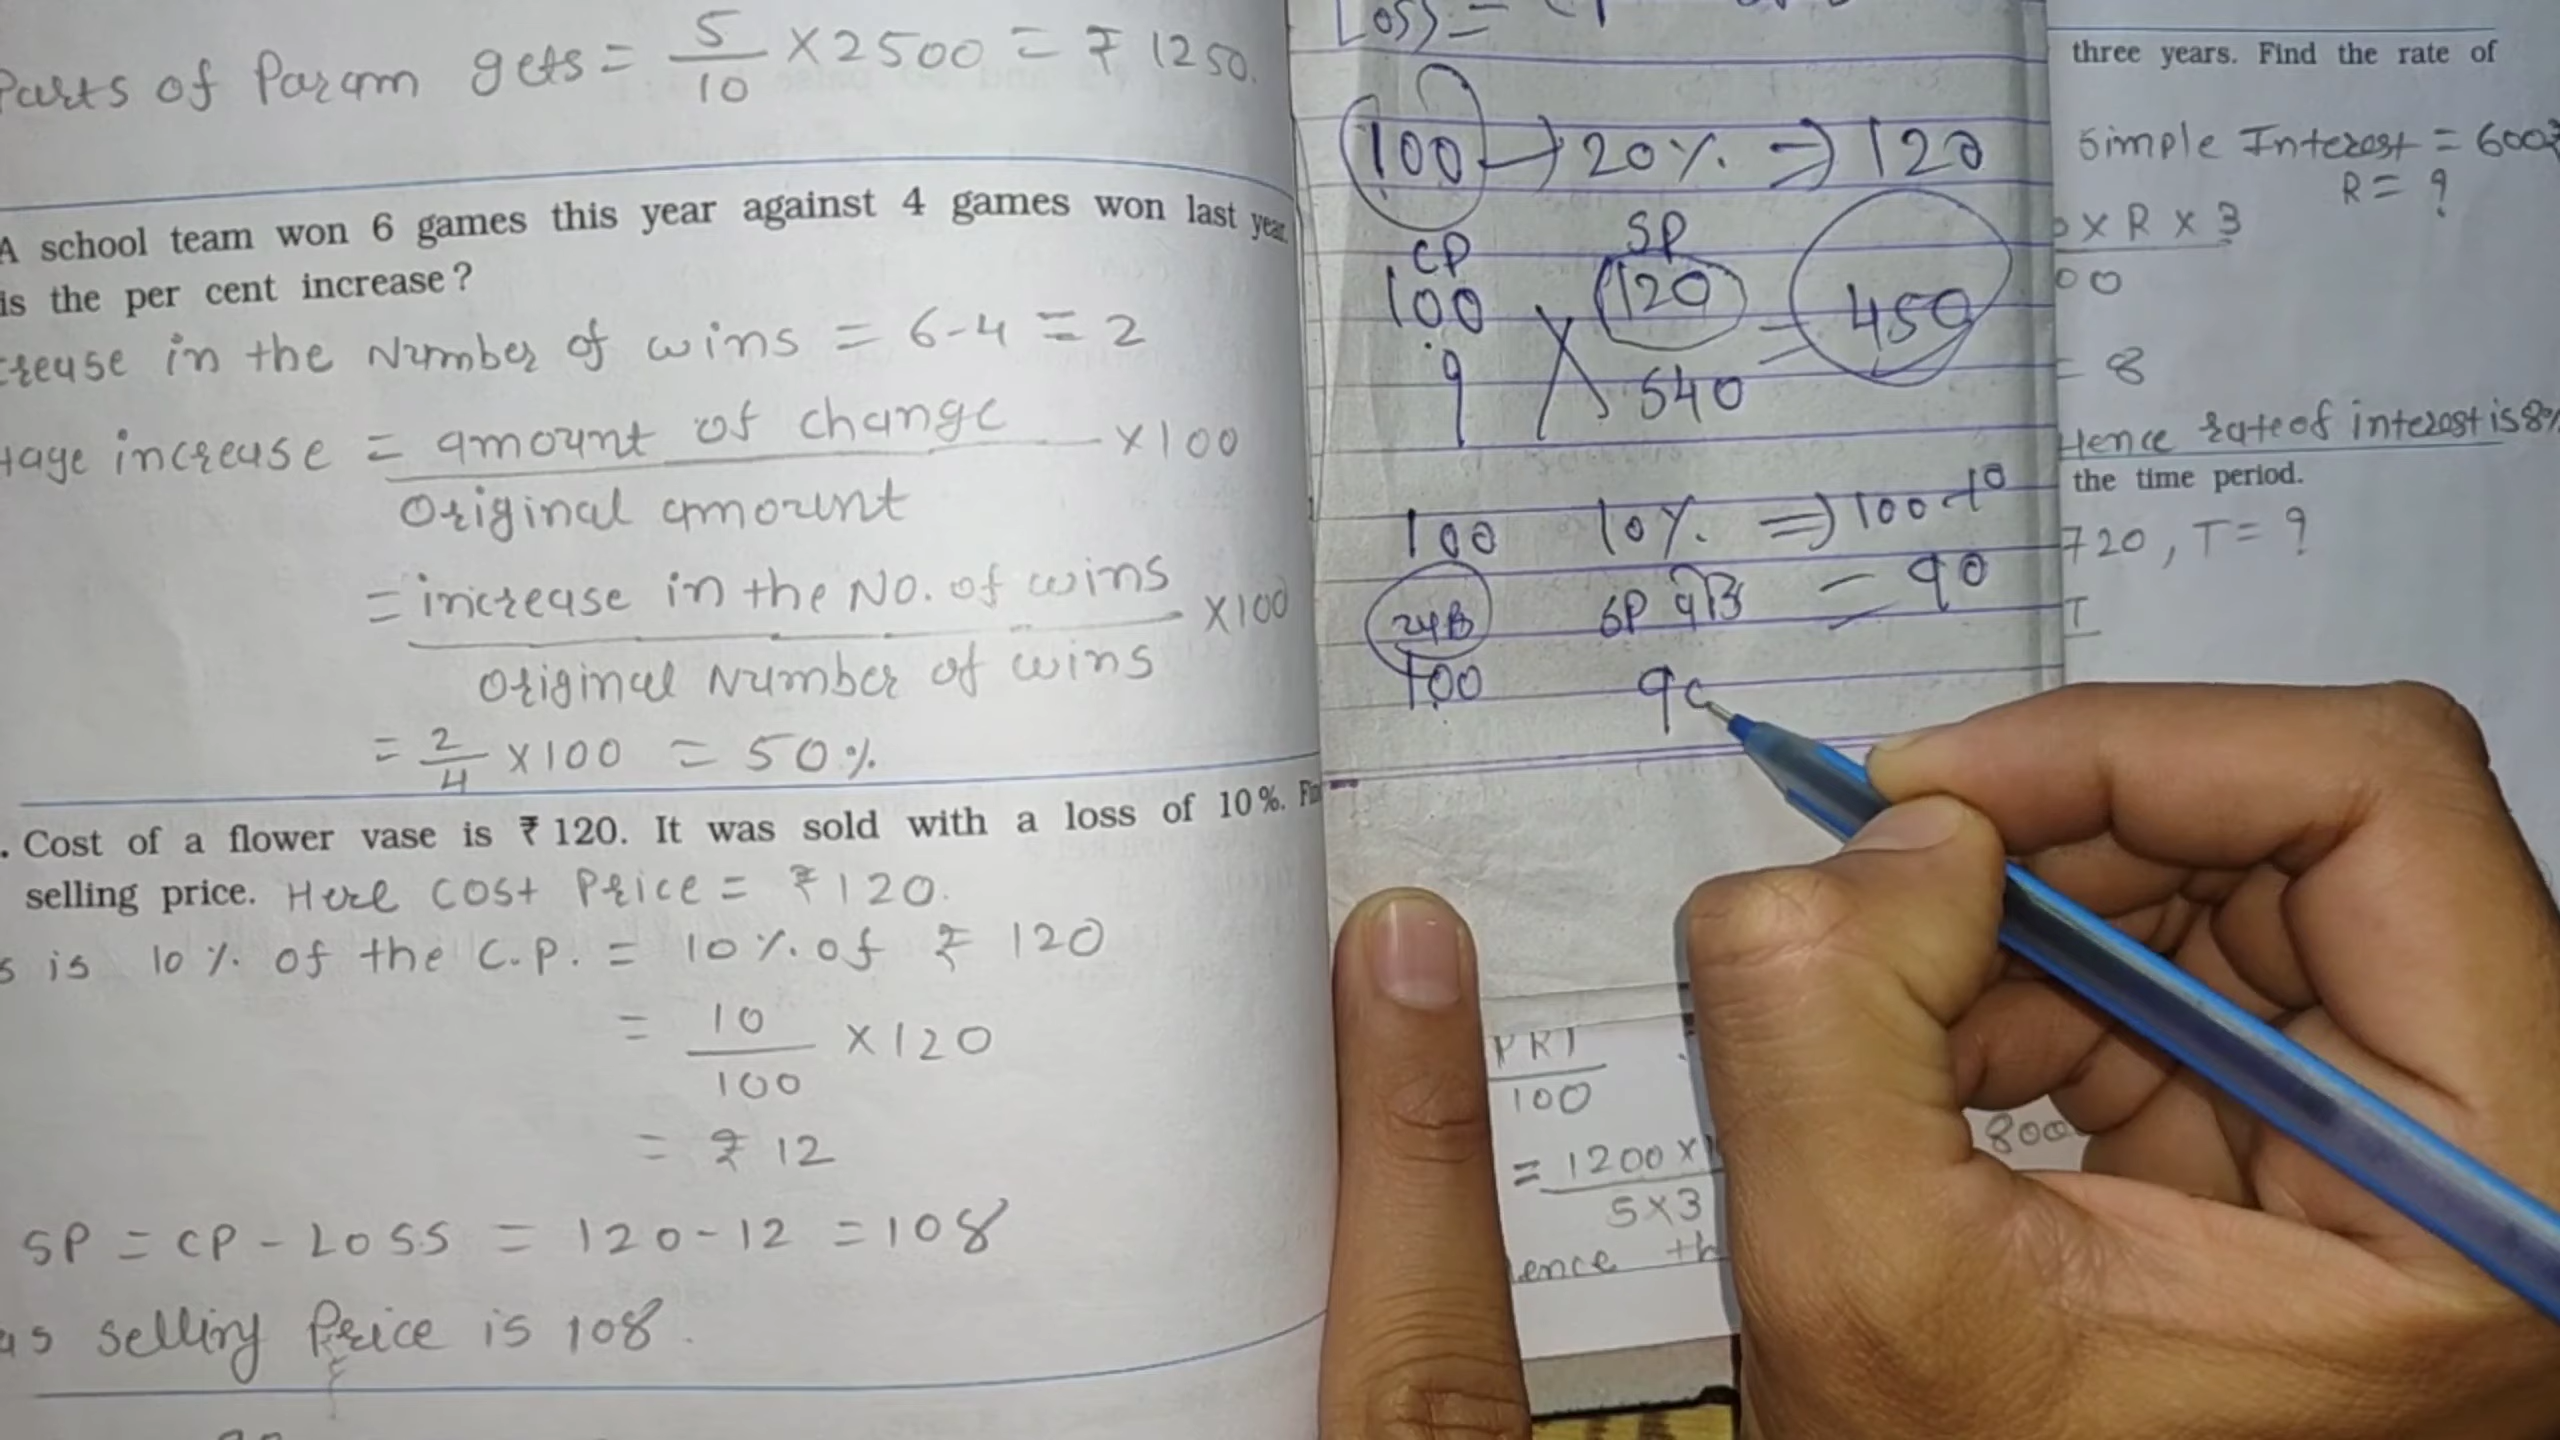 Parts of Param gets = 5/10 × 2500 = ₹ 1250.
A school team won 6 games this year against 4 games won last year.
is the per cent increase?
crease in the Number of wins = 6-4 = 2
tage increase = amount of change / Original amount × 100
= increase in the No. of wins / Original Number of wins × 100
= 2/4 × 100 = 50%
. Cost of a flower vase is ₹ 120. It was sold with a loss of 10%. Fin
selling price. Here Cost Price = ₹ 120.
s is 10 %. of the C.P. = 10 %. of ₹ 120
= 10/100 × 120
= ₹ 12
SP = CP - Loss = 120-12 = 108
as selling Price is 108.
Loss =
100 → 20%. ⇒ 120
CP SP
100 120 = 450
? 540
100 10%. ⇒ 100-10
SP = 90
100 90
three years. Find the rate of
Simple Interest = 600₹
R = ?
× R × 3
00
= 8
Hence rate of interest is 8%
the time period.
720, T = ?
T
PRT
100
= 1200 ×
5×3
ence th
800